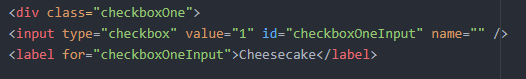 <div class="checkboxOne">
<input type="checkbox" value="1" id="checkboxOneInput" name="" />
<label for="checkboxOneInput">Cheesecake</label>